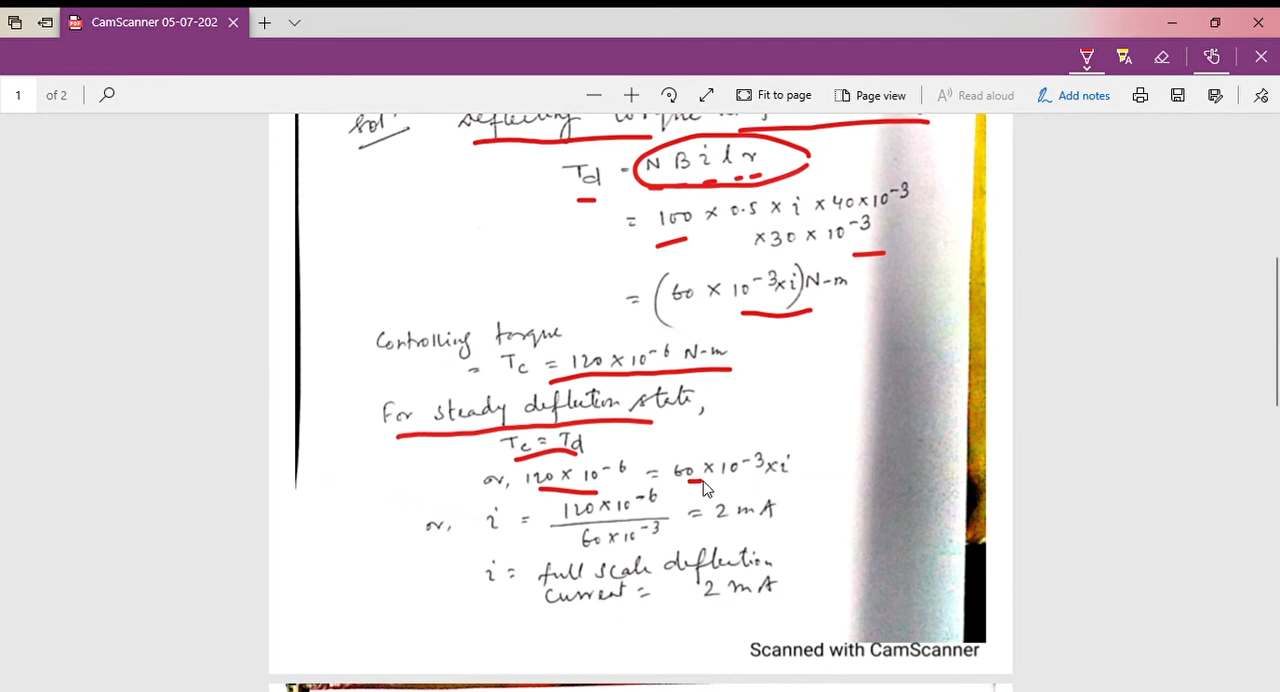 CamScanner 05-07-202
1 of 2
Fit to page
Page view
Read aloud
Add notes
Sol'
Deflecting torque
Td = N B i l r
= 100 × 0.5 × i × 40 × 10⁻³
× 30 × 10⁻³
= (60 × 10⁻³ × i) N-m
Controlling torque
= Tc = 120 × 10⁻⁶ N-m
For steady deflection state,
Tc = Td
or, 120 × 10⁻⁶ = 60 × 10⁻³ × i
or, i = 120 × 10⁻⁶ / 60 × 10⁻³ = 2 mA
i = full scale deflection
current = 2 mA
Scanned with CamScanner